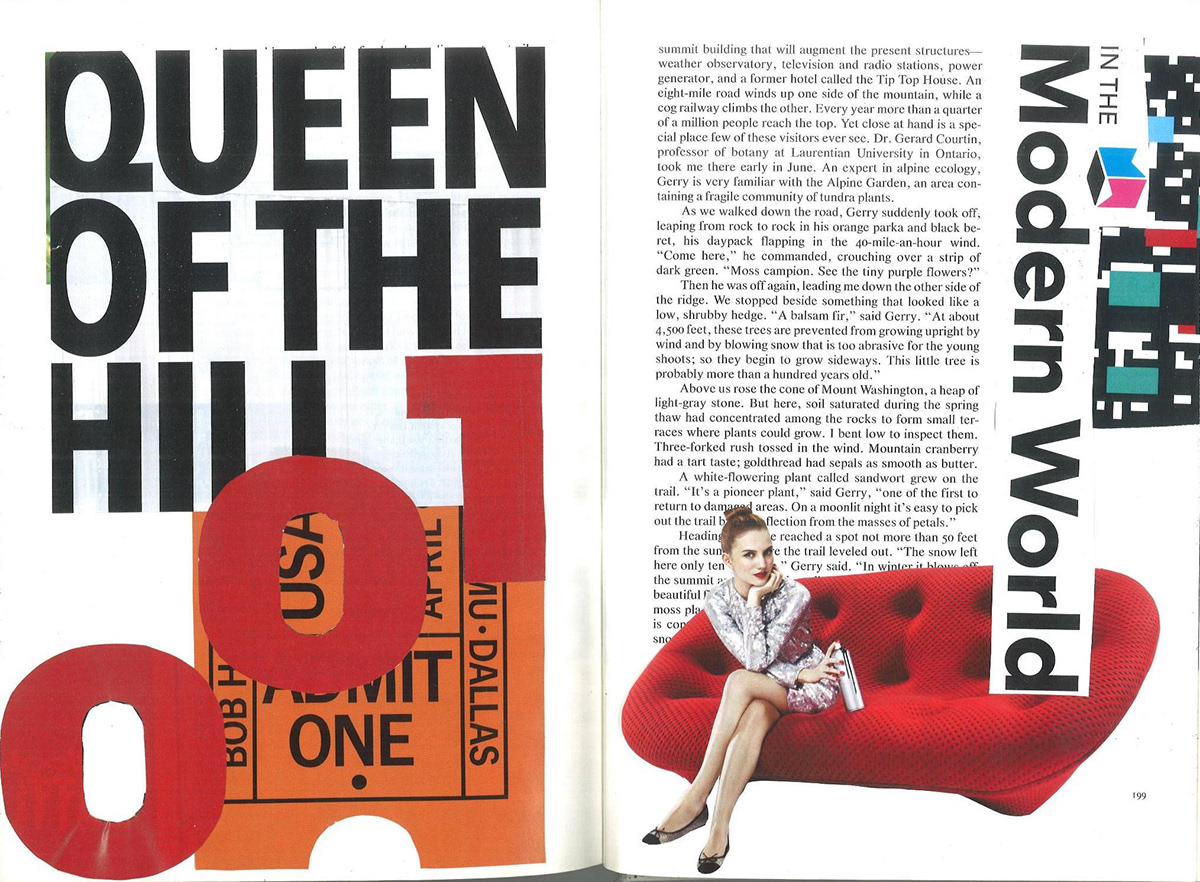 QUEEN
OF THE
HILL
1
0
0
USA
BOB H
MU•DALLAS
ADMIT
ONE
summit building that will augment the present structures—
weather observatory, television and radio stations, power
generator, and a former hotel called the Tip Top House. An
eight-mile road winds up one side of the mountain, while a
cog railway climbs the other. Every year more than a quarter
of a million people reach the top. Yet close at hand is a spe-
cial place few of these visitors ever see. Dr. Gerard Courtin,
professor of botany at Laurentian University in Ontario,
took me there early in June. An expert in alpine ecology,
Gerry is very familiar with the Alpine Garden, an area con-
taining a fragile community of tundra plants.
As we walked down the road, Gerry suddenly took off,
leaping from rock to rock in his orange parka and black be-
ret, his daypack flapping in the 40-mile-an-hour wind.
“Come here,” he commanded, crouching over a strip of
dark green. “Moss campion. See the tiny purple flowers?”
Then he was off again, leading me down the other side of
the ridge. We stopped beside something that looked like a
low, shrubby hedge. “A balsam fir,” said Gerry. “At about
4,500 feet, these trees are prevented from growing upright by
wind and by blowing snow that is too abrasive for the young
shoots; so they begin to grow sideways. This little tree is
probably more than a hundred years old.”
Above us rose the cone of Mount Washington, a heap of
light-gray stone. But here, soil saturated during the spring
thaw had concentrated among the rocks to form small ter-
races where plants could grow. I bent low to inspect them.
Three-forked rush tossed in the wind. Mountain cranberry
had a tart taste; goldthread had sepals as smooth as butter.
A white-flowering plant called sandwort grew on the
trail. “It’s a pioneer plant,” said Gerry, “one of the first to
return to damaged areas. On a moonlit night it’s easy to pick
out the trail flection from the masses of petals.”
Heading reached a spot not more than 50 feet
from the the trail leveled out. “The snow left
here only ten ” Gerry said. “In winter it blows off
the summit
beautiful
moss
is
IN THE
Modern World
199